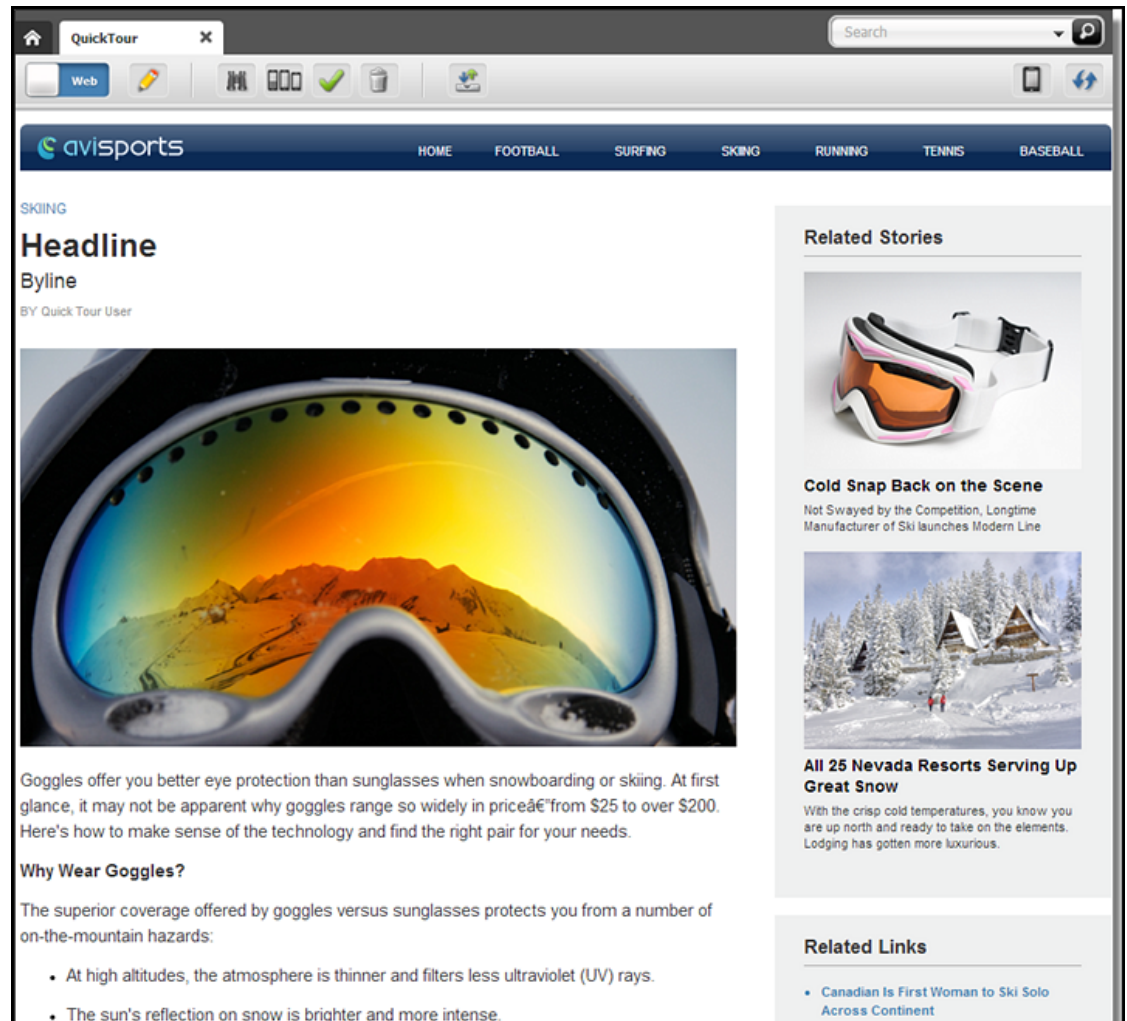 QuickTour
Search
Web
avisports
HOME FOOTBALL SURFING SKIING RUNNING TENNIS BASEBALL
SKIING
Headline
Byline
BY Quick Tour User
Goggles offer you better eye protection than sunglasses when snowboarding or skiing. At first
glance, it may not be apparent why goggles range so widely in priceâ€”from $25 to over $200.
Here's how to make sense of the technology and find the right pair for your needs.
Why Wear Goggles?
The superior coverage offered by goggles versus sunglasses protects you from a number of
on-the-mountain hazards:
• At high altitudes, the atmosphere is thinner and filters less ultraviolet (UV) rays.
• The sun's reflection on snow is brighter and more intense.
Related Stories
Cold Snap Back on the Scene
Not Swayed by the Competition, Longtime
Manufacturer of Ski launches Modern Line
All 25 Nevada Resorts Serving Up
Great Snow
With the crisp cold temperatures, you know you
are up north and ready to take on the elements.
Lodging has gotten more luxurious.
Related Links
• Canadian Is First Woman to Ski Solo
Across Continent